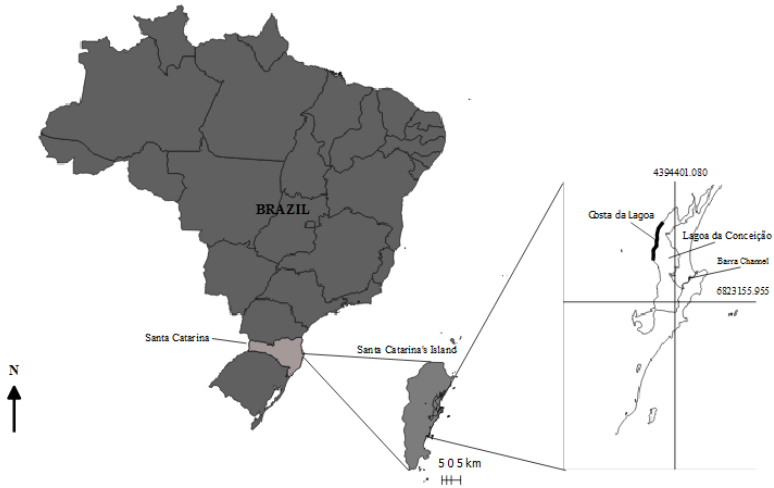 4394401.080
Costa da Lagoa
BRAZIL
Lagoa da Conceição
Barra Channel
6823155.955
Santa Catarina
Santa Catarina's Island
N
5 0 5 km